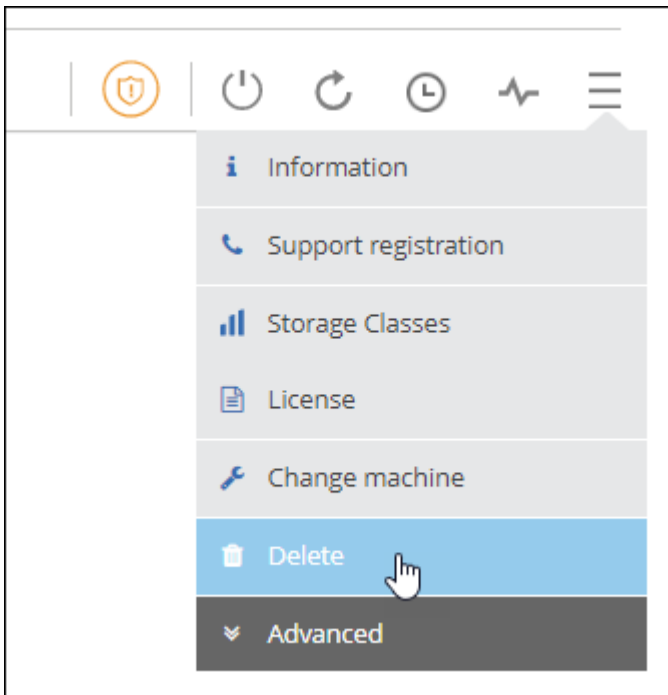 Information
Support registration
Storage Classes
License
Change machine
Delete
Advanced